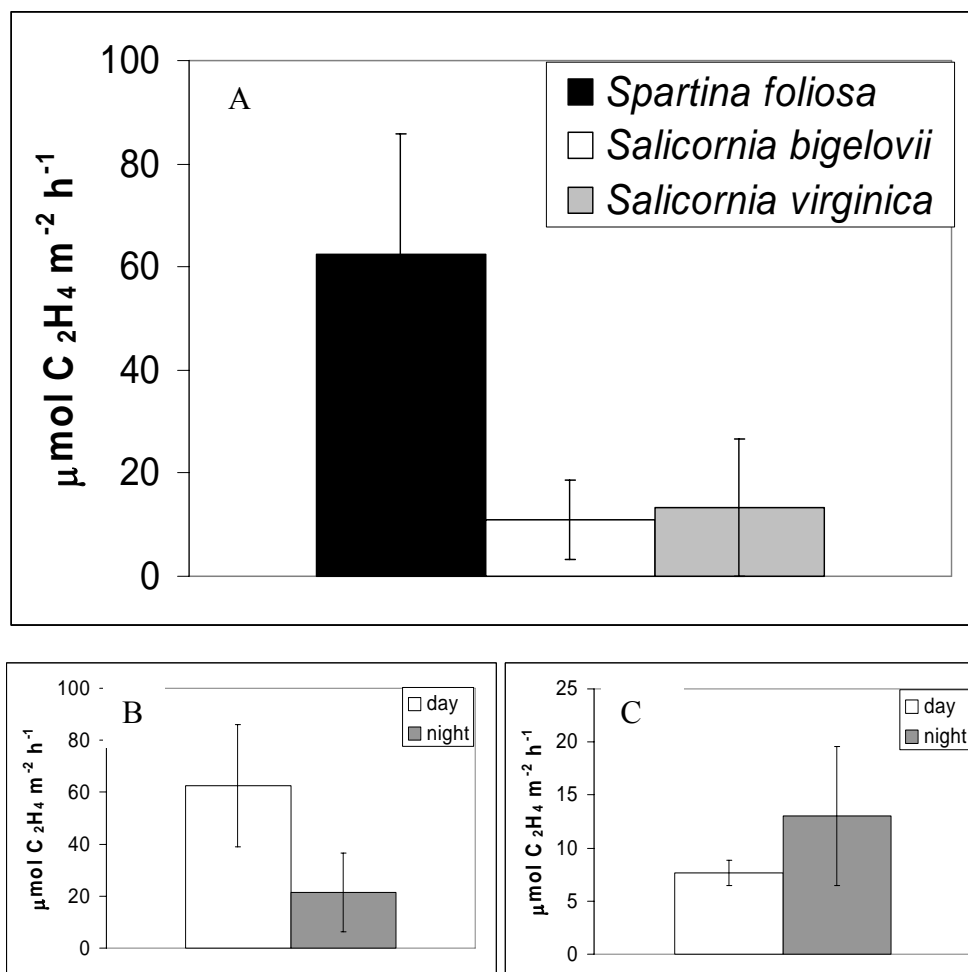 A
100
80
60
40
20
0
μmol C 2H4 m-2 h-1
Spartina foliosa
Salicornia bigelovii
Salicornia virginica
B
100
80
60
40
20
0
μmol C 2H4 m-2 h-1
day
night
C
25
20
15
10
5
0
μmol C 2H4 m-2 h-1
day
night